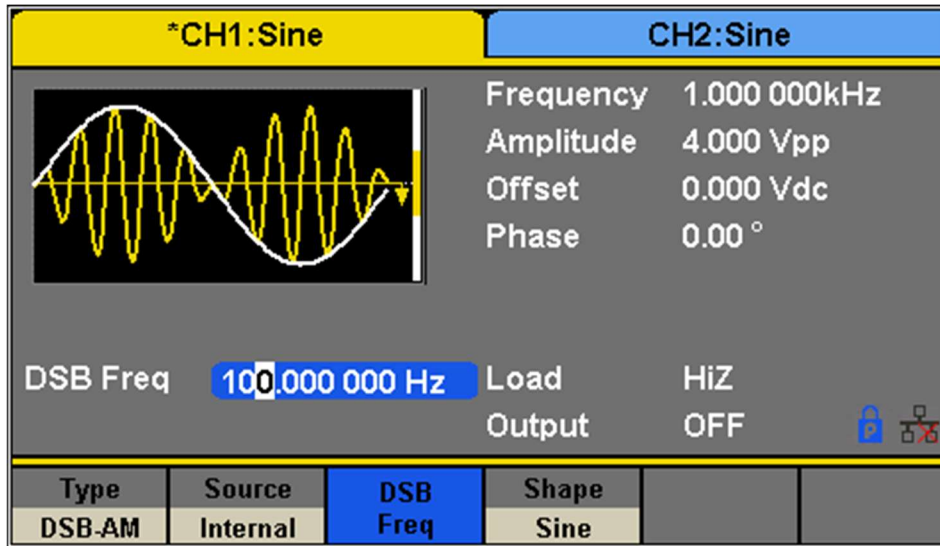 *CH1:Sine
CH2:Sine
Frequency 1.000 000kHz
Amplitude 4.000 Vpp
Offset 0.000 Vdc
Phase 0.00 °
DSB Freq 100.000 000 Hz
Load HiZ
Output OFF
P
Type Source DSB Freq Shape
DSB-AM Internal Sine